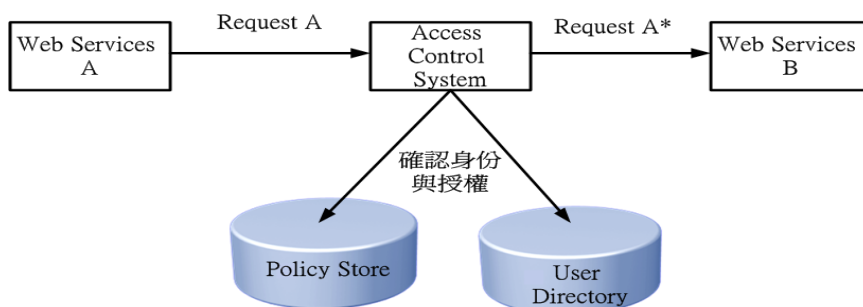 Request A
Request A*
Web Services
A
Access
Control
System
Web Services
B
確認身份
與授權
Policy Store
User
Directory